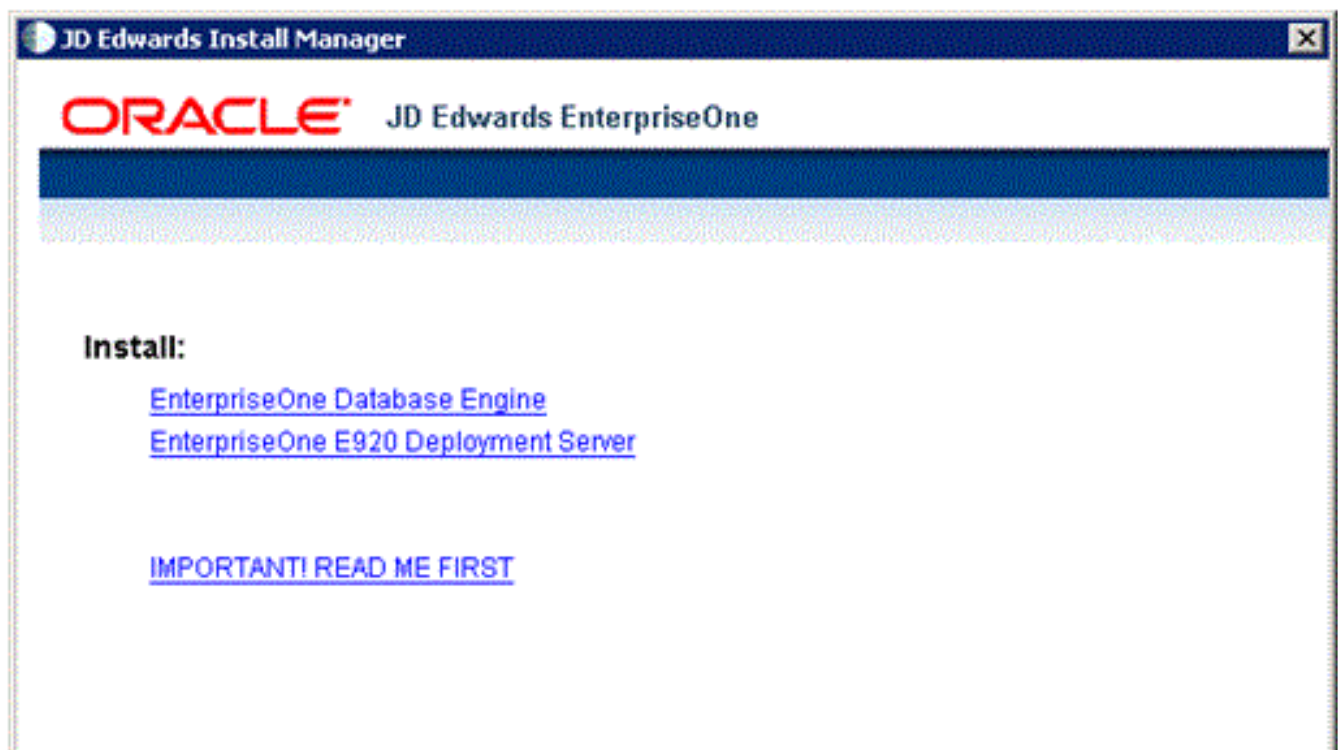 JD Edwards Install Manager
ORACLE JD Edwards EnterpriseOne
Install:
EnterpriseOne Database Engine
EnterpriseOne E920 Deployment Server
IMPORTANT! READ ME FIRST